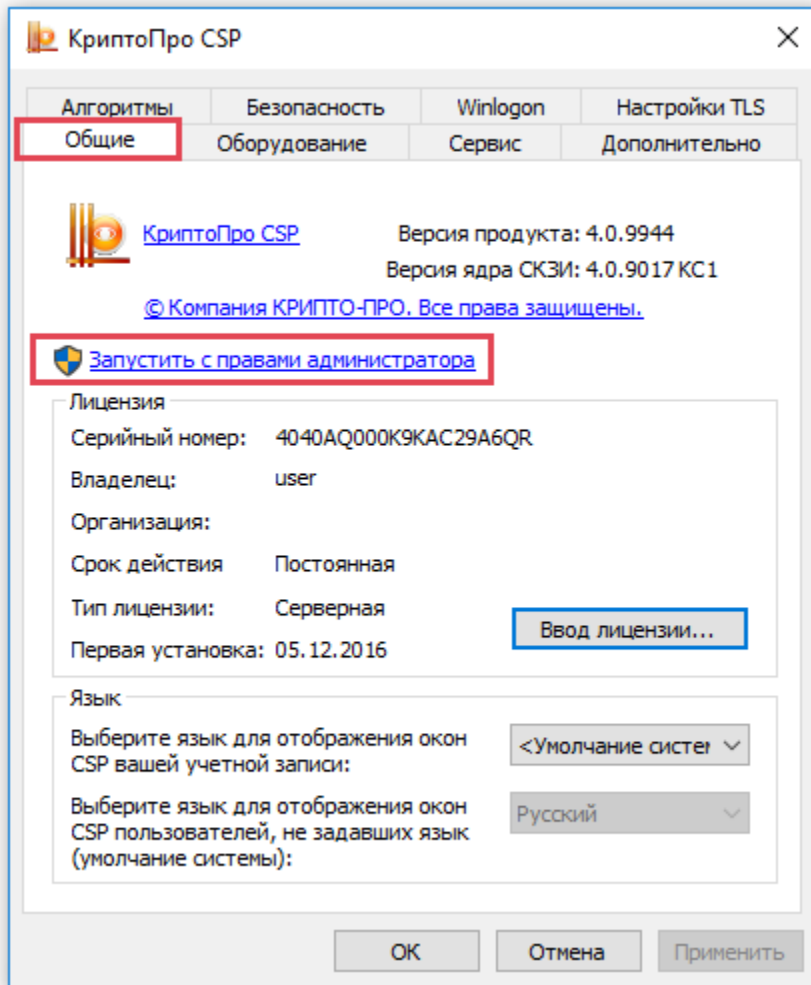 КриптоПро CSP
Алгоритмы Безопасность Winlogon Настройки TLS
Общие Оборудование Сервис Дополнительно
КриптоПро CSP Версия продукта: 4.0.9944
Версия ядра СКЗИ: 4.0.9017 КС1
© Компания КРИПТО-ПРО. Все права защищены.
Запустить с правами администратора
Лицензия
Серийный номер: 4040AQ000K9KAC29A6QR
Владелец: user
Организация:
Срок действия Постоянная
Тип лицензии: Серверная
Ввод лицензии...
Первая установка: 05.12.2016
Язык
Выберите язык для отображения окон
CSP вашей учетной записи:
<Умолчание систем
Выберите язык для отображения окон
CSP пользователей, не задавших язык
(умолчание системы):
Русский
ОК Отмена Применить